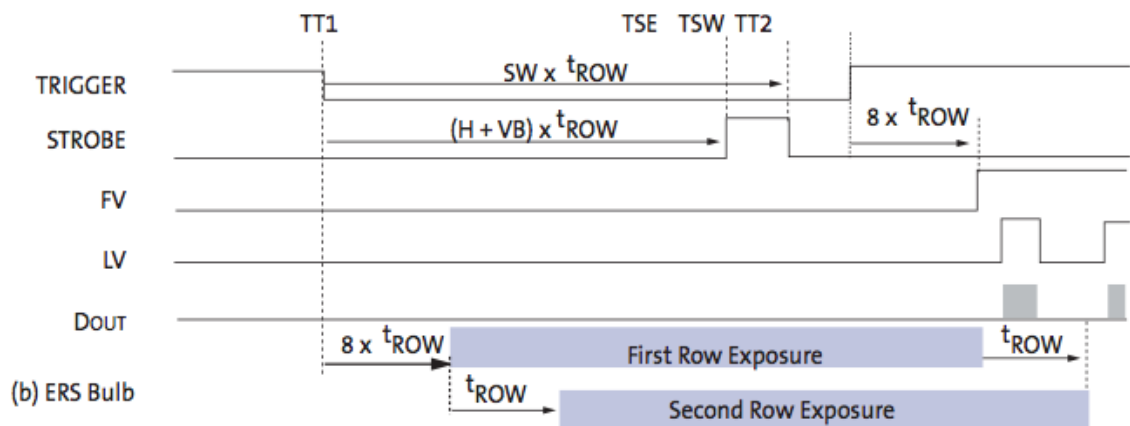 TT1 TSE TSW TT2
TRIGGER SW x tROW
STROBE (H + VB) x tROW 8 x tROW
FV
LV
DOUT
8 x tROW First Row Exposure tROW
(b) ERS Bulb tROW Second Row Exposure